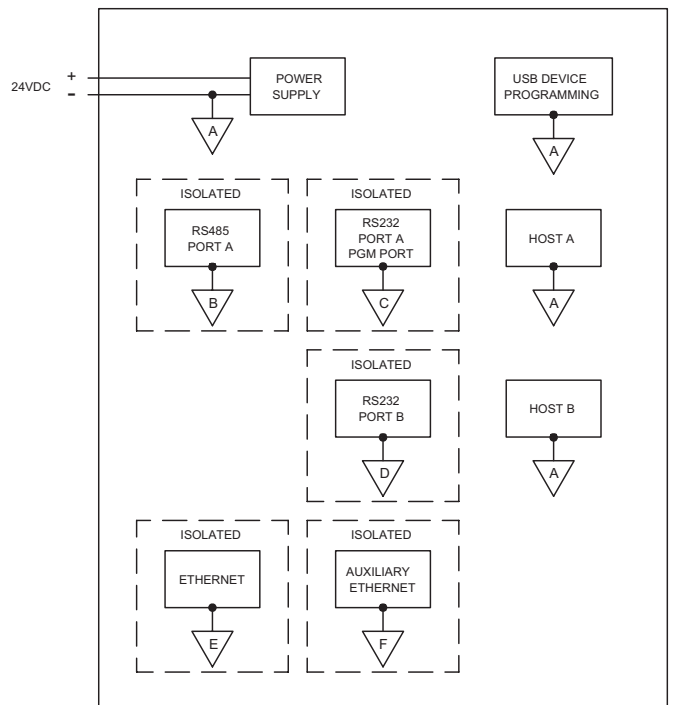 24VDC
+
-
POWER
SUPPLY
A
USB DEVICE
PROGRAMMING
A
ISOLATED
RS485
PORT A
B
ISOLATED
RS232
PORT A
PGM PORT
C
HOST A
A
ISOLATED
RS232
PORT B
D
HOST B
A
ISOLATED
ETHERNET
E
ISOLATED
AUXILIARY
ETHERNET
F